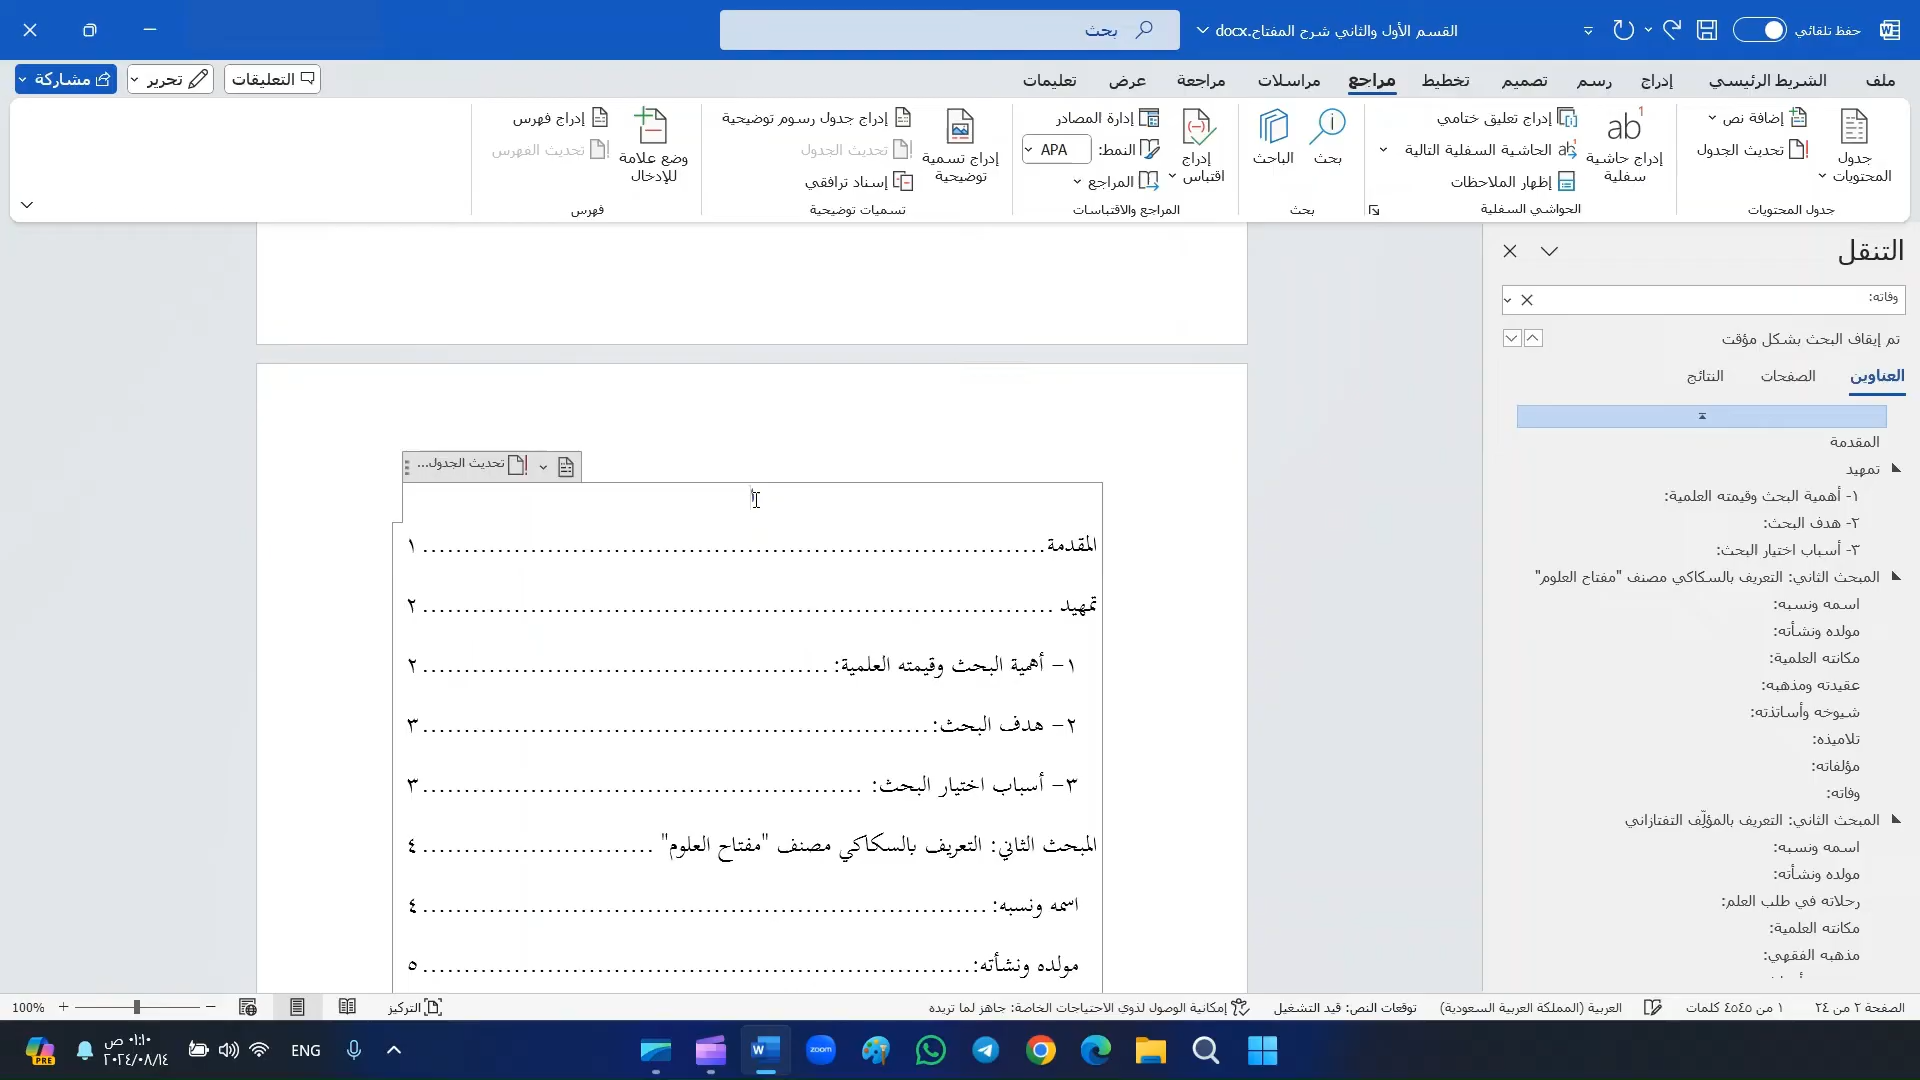 القسم الأول والثاني شرح المفتاح.docx
حفظ تلقائي
بحث
ملف
الشريط الرئيسي
إدراج
رسم
تصميم
تخطيط
مراجع
مراسلات
مراجعة
عرض
تعليمات
التعليقات
تحرير
مشاركة
جدول المحتويات
إضافة نص
تحديث الجدول
جدول المحتويات
إدراج حاشية سفلية
إدراج تعليق ختامي
الحاشية السفلية التالية
إظهار الملاحظات
الحواشي السفلية
بحث
الباحث
بحث
إدراج اقتباس
إدارة المصادر
النمط: APA
المراجع
المراجع والاقتباسات
إدراج تسمية توضيحية
إدراج جدول رسوم توضيحية
تحديث الجدول
إسناد ترافقي
تسميات توضيحية
وضع علامة للإدخال
إدراج فهرس
تحديث الفهرس
فهرس
التنقل
وفاته:
تم إيقاف البحث بشكل مؤقت
العناوين
الصفحات
النتائج
المقدمة
تمهيد
١- أهمية البحث وقيمته العلمية:
٢- هدف البحث:
٣- أسباب اختيار البحث:
المبحث الثاني: التعريف بالسكاكي مصنف "مفتاح العلوم"
اسمه ونسبه:
مولده ونشأته:
مكانته العلمية:
عقيدته ومذهبه:
شيوخه وأساتذته:
تلاميذه:
مؤلفاته:
وفاته:
المبحث الثاني: التعريف بالمؤلِّف التفتازاني
اسمه ونسبه:
مولده ونشأته:
رحلاته في طلب العلم:
مكانته العلمية:
مذهبه الفقهي:
تحديث الجدول...
المقدمة ١
تمهيد ٢
١- أهمية البحث وقيمته العلمية: ٢
٢- هدف البحث: ٣
٣- أسباب اختيار البحث: ٣
المبحث الثاني: التعريف بالسكاكي مصنف "مفتاح العلوم" ٤
اسمه ونسبه: ٤
مولده ونشأته: ٥
الصفحة ٢ من ٢٤
١ من ٤٥٤٥ كلمات
العربية (المملكة العربية السعودية)
توقعات النص: قيد التشغيل
إمكانية الوصول لذوي الاحتياجات الخاصة: جاهز لما تريده
التركيز
100%
ENG
٠١:١٠ ص
٢٠٢٤/٠٨/١٤
zoom
PRE